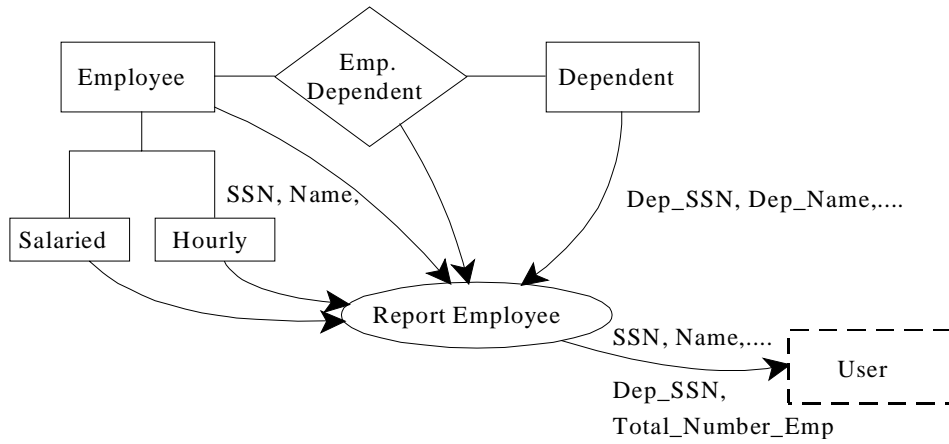 Employee
Emp.
Dependent
Dependent
SSN, Name,
Dep_SSN, Dep_Name,....
Salaried
Hourly
Report Employee
SSN, Name,....
User
Dep_SSN,
Total_Number_Emp